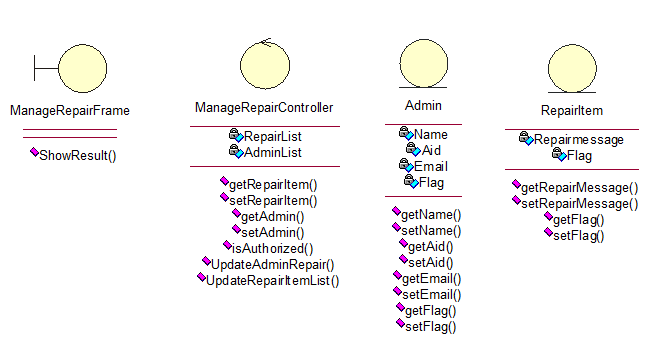 ManageRepairFrame
ShowResult()
ManageRepairController
RepairList
AdminList
getRepairItem()
setRepairItem()
getAdmin()
setAdmin()
isAuthorized()
UpdateAdminRepair()
UpdateRepairItemList()
Admin
Name
Aid
Email
Flag
getName()
setName()
getAid()
setAid()
getEmail()
setEmail()
getFlag()
setFlag()
RepairItem
Repairmessage
Flag
getRepairMessage()
setRepairMessage()
getFlag()
setFlag()